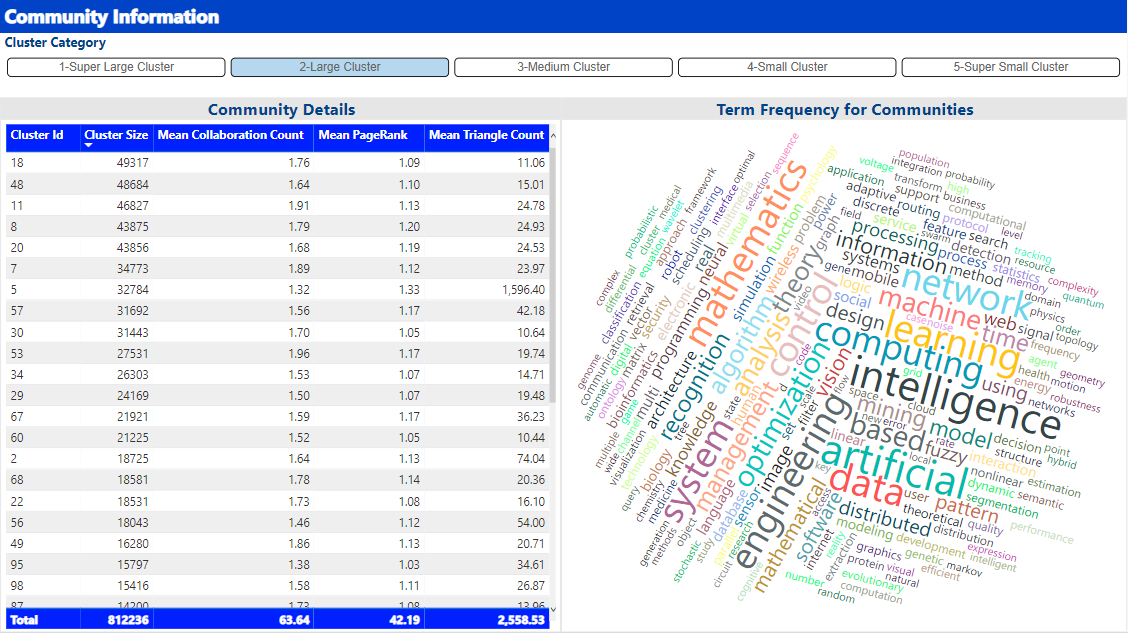 Community Information
Cluster Category
1-Super Large Cluster
2-Large Cluster
3-Medium Cluster
4-Small Cluster
5-Super Small Cluster
Community Details
Cluster Id Cluster Size Mean Collaboration Count Mean PageRank Mean Triangle Count
18 49317 1.76 1.09 11.06
48 48684 1.64 1.10 15.01
11 46827 1.91 1.13 24.78
8 43875 1.79 1.20 24.93
20 43856 1.68 1.19 24.53
7 34773 1.89 1.12 23.97
5 32784 1.32 1.33 1,596.40
57 31692 1.56 1.17 42.18
30 31443 1.70 1.05 10.64
53 27531 1.96 1.17 19.74
34 26303 1.53 1.07 14.71
29 24169 1.50 1.07 19.48
67 21921 1.59 1.17 36.23
60 21225 1.52 1.05 10.44
2 18725 1.64 1.13 74.04
68 18581 1.78 1.14 20.36
22 18531 1.73 1.08 16.10
56 18043 1.46 1.12 54.00
49 16280 1.86 1.13 20.71
95 15797 1.38 1.03 34.61
98 15416 1.58 1.11 26.87
87 14200 1.73 1.08 13.96
Total 812236 63.64 42.19 2,558.53
Term Frequency for Communities
sequence
optimal
psychology
selection
multimedia
interface
virtual
framework
clustering
medical
wavelet
probabilistic
cluster
equation
approach
robot
scheduling
real
neural
mathematics
function
problem
power
graph
wireless
theory
simulation
video
control
complex
differential
classification
retrieval
vector
security
electronic
programming
algorithm
analysis
genome
communication
automatic
digital
matrix
ontology
gene
bioinformatics
multi
architecture
recognition
channel
multiple
wide
visualization
technology
tree
knowledge
state
human
management
optimization
code
d
vision
flow
scale
filter
set
query
chemistry
biology
medicine
system
image
generation
methods
object
language
database
sensor
engineering
stochastic
study
research
circuit
cognitive
mathematical
key
access
software
internet
reality
extraction
population
voltage
integration
probability
application
transform
high
adaptive
support
business
discrete
routing
computational
field
service
feature
protocol
level
processing
swarm
search
information
process
detection
tracking
resource
systems
method
statistics
gene
mobile
memory
complexity
logic
network
domain
quantum
social
machine
physics
design
casenoise
web
signal
order
topology
learning
time
frequency
computing
agent
grid
health
geometry
intelligence
energy
motion
space
using
robustness
networks
mining
cloud
new
error
model
linear
based
decision
point
fuzzy
rate
structure
hybrid
artificial
local
interaction
nonlinear
estimation
data
dynamic
semantic
user
segmentation
pattern
distributed
theoretical
quality
performance
modeling
distribution
development
expression
graphics
genetic
intelligent
protein
visual
markov
efficient
natural
number
evolutionary
computation
random